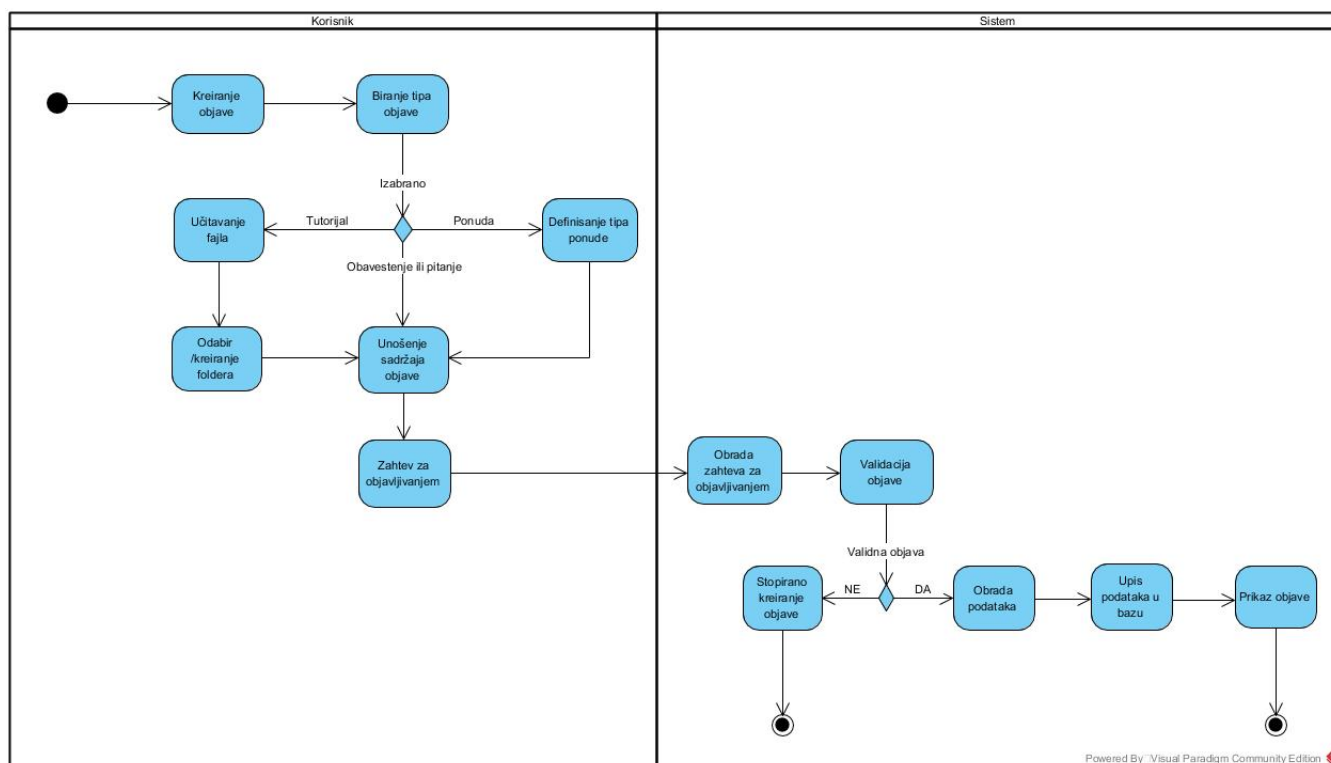 Korisnik
Sistem
Kreiranje
objave
Biranje tipa
objave
Izabrano
Učitavanje
fajla
Tutorijal
Ponuda
Definisanje tipa
ponude
Obavestenje ili pitanje
Odabir
/kreiranje
foldera
Unošenje
sadržaja
objave
Zahtev za
objavljivanjem
Obrada
zahteva za
objavljivanjem
Validacija
objave
Validna objava
Stopirano
kreiranje
objave
NE
DA
Obrada
podataka
Upis
podataka u
bazu
Prikaz objave
Powered By Visual Paradigm Community Edition